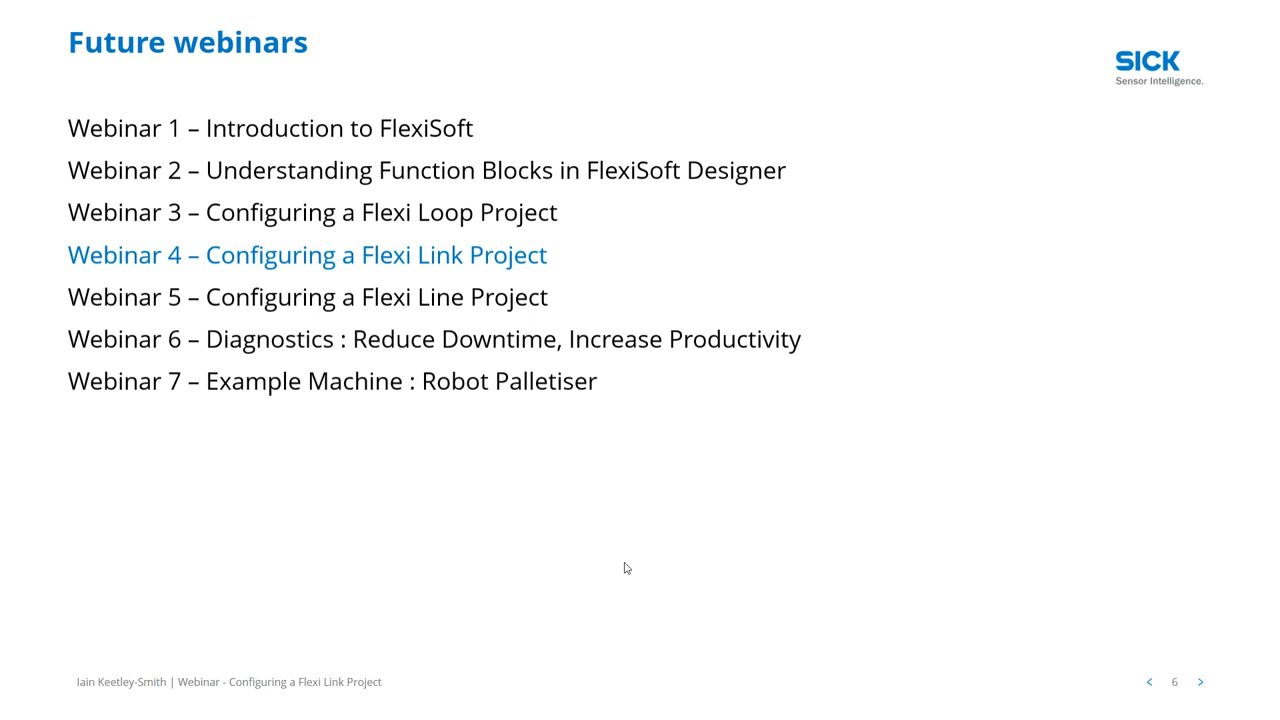 Future webinars
SICK
Sensor Intelligence.
Webinar 1 – Introduction to FlexiSoft
Webinar 2 – Understanding Function Blocks in FlexiSoft Designer
Webinar 3 – Configuring a Flexi Loop Project
Webinar 4 – Configuring a Flexi Link Project
Webinar 5 – Configuring a Flexi Line Project
Webinar 6 – Diagnostics : Reduce Downtime, Increase Productivity
Webinar 7 – Example Machine : Robot Palletiser
Iain Keetley-Smith | Webinar - Configuring a Flexi Link Project
< 6 >